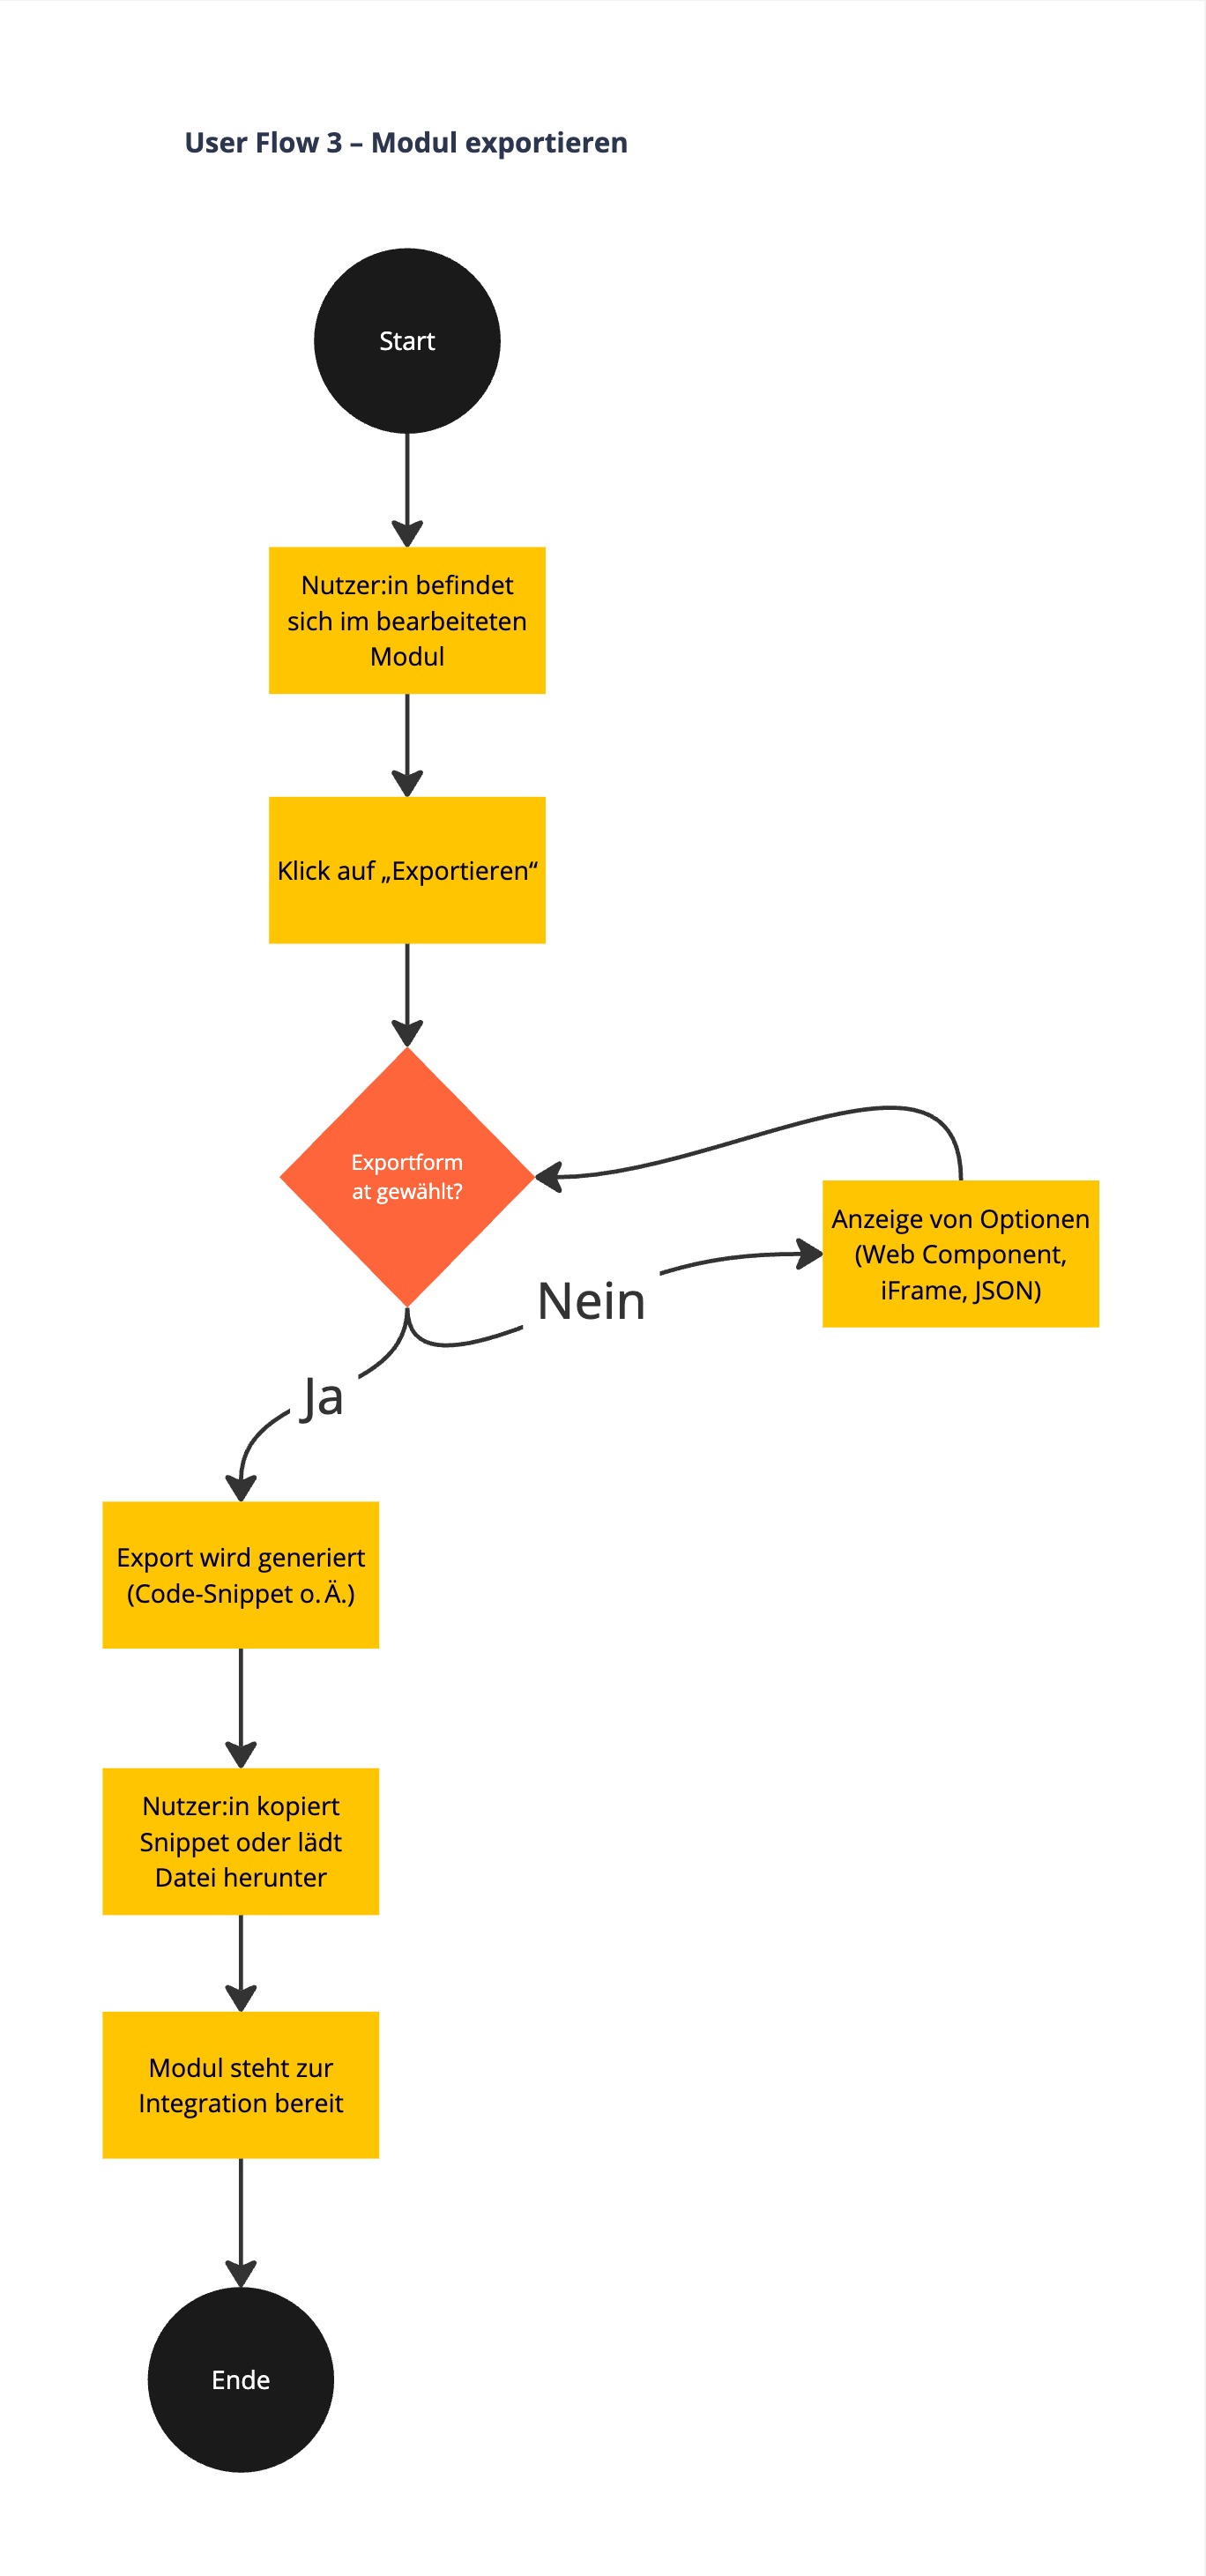 User Flow 3 – Modul exportieren
Start
Nutzer:in befindet
sich im bearbeiteten
Modul
Klick auf „Exportieren“
Exportform
at gewählt?
Anzeige von Optionen
(Web Component,
iFrame, JSON)
Nein
Ja
Export wird generiert
(Code-Snippet o. Ä.)
Nutzer:in kopiert
Snippet oder lädt
Datei herunter
Modul steht zur
Integration bereit
Ende